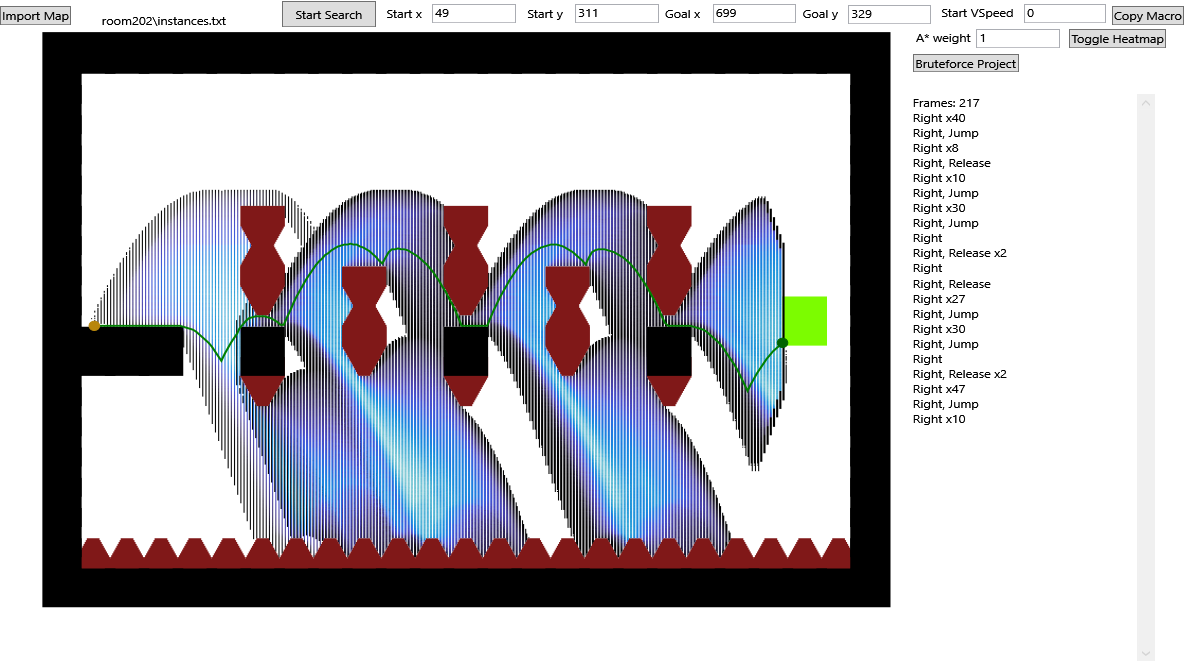 Import Map
room202\instances.txt
Start Search
Start x 49
Start y 311
Goal x 699
Goal y 329
Start VSpeed 0
Copy Macro
A* weight 1
Toggle Heatmap
Bruteforce Project
Frames: 217
Right x40
Right, Jump
Right x8
Right, Release
Right x10
Right, Jump
Right x30
Right, Jump
Right
Right, Release x2
Right
Right, Release
Right x27
Right, Jump
Right x30
Right, Jump
Right
Right, Release x2
Right x47
Right, Jump
Right x10